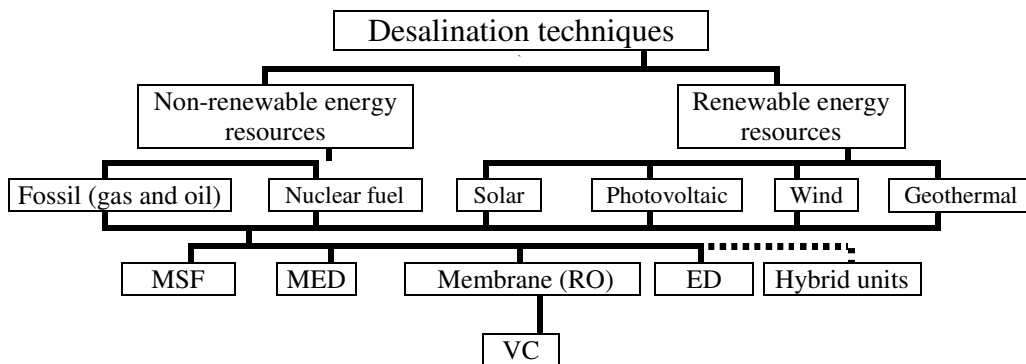 Desalination techniques
Non-renewable energy
resources
Renewable energy
resources
Fossil (gas and oil)
Nuclear fuel
Solar
Photovoltaic
Wind
Geothermal
MSF
MED
Membrane (RO)
ED
Hybrid units
VC